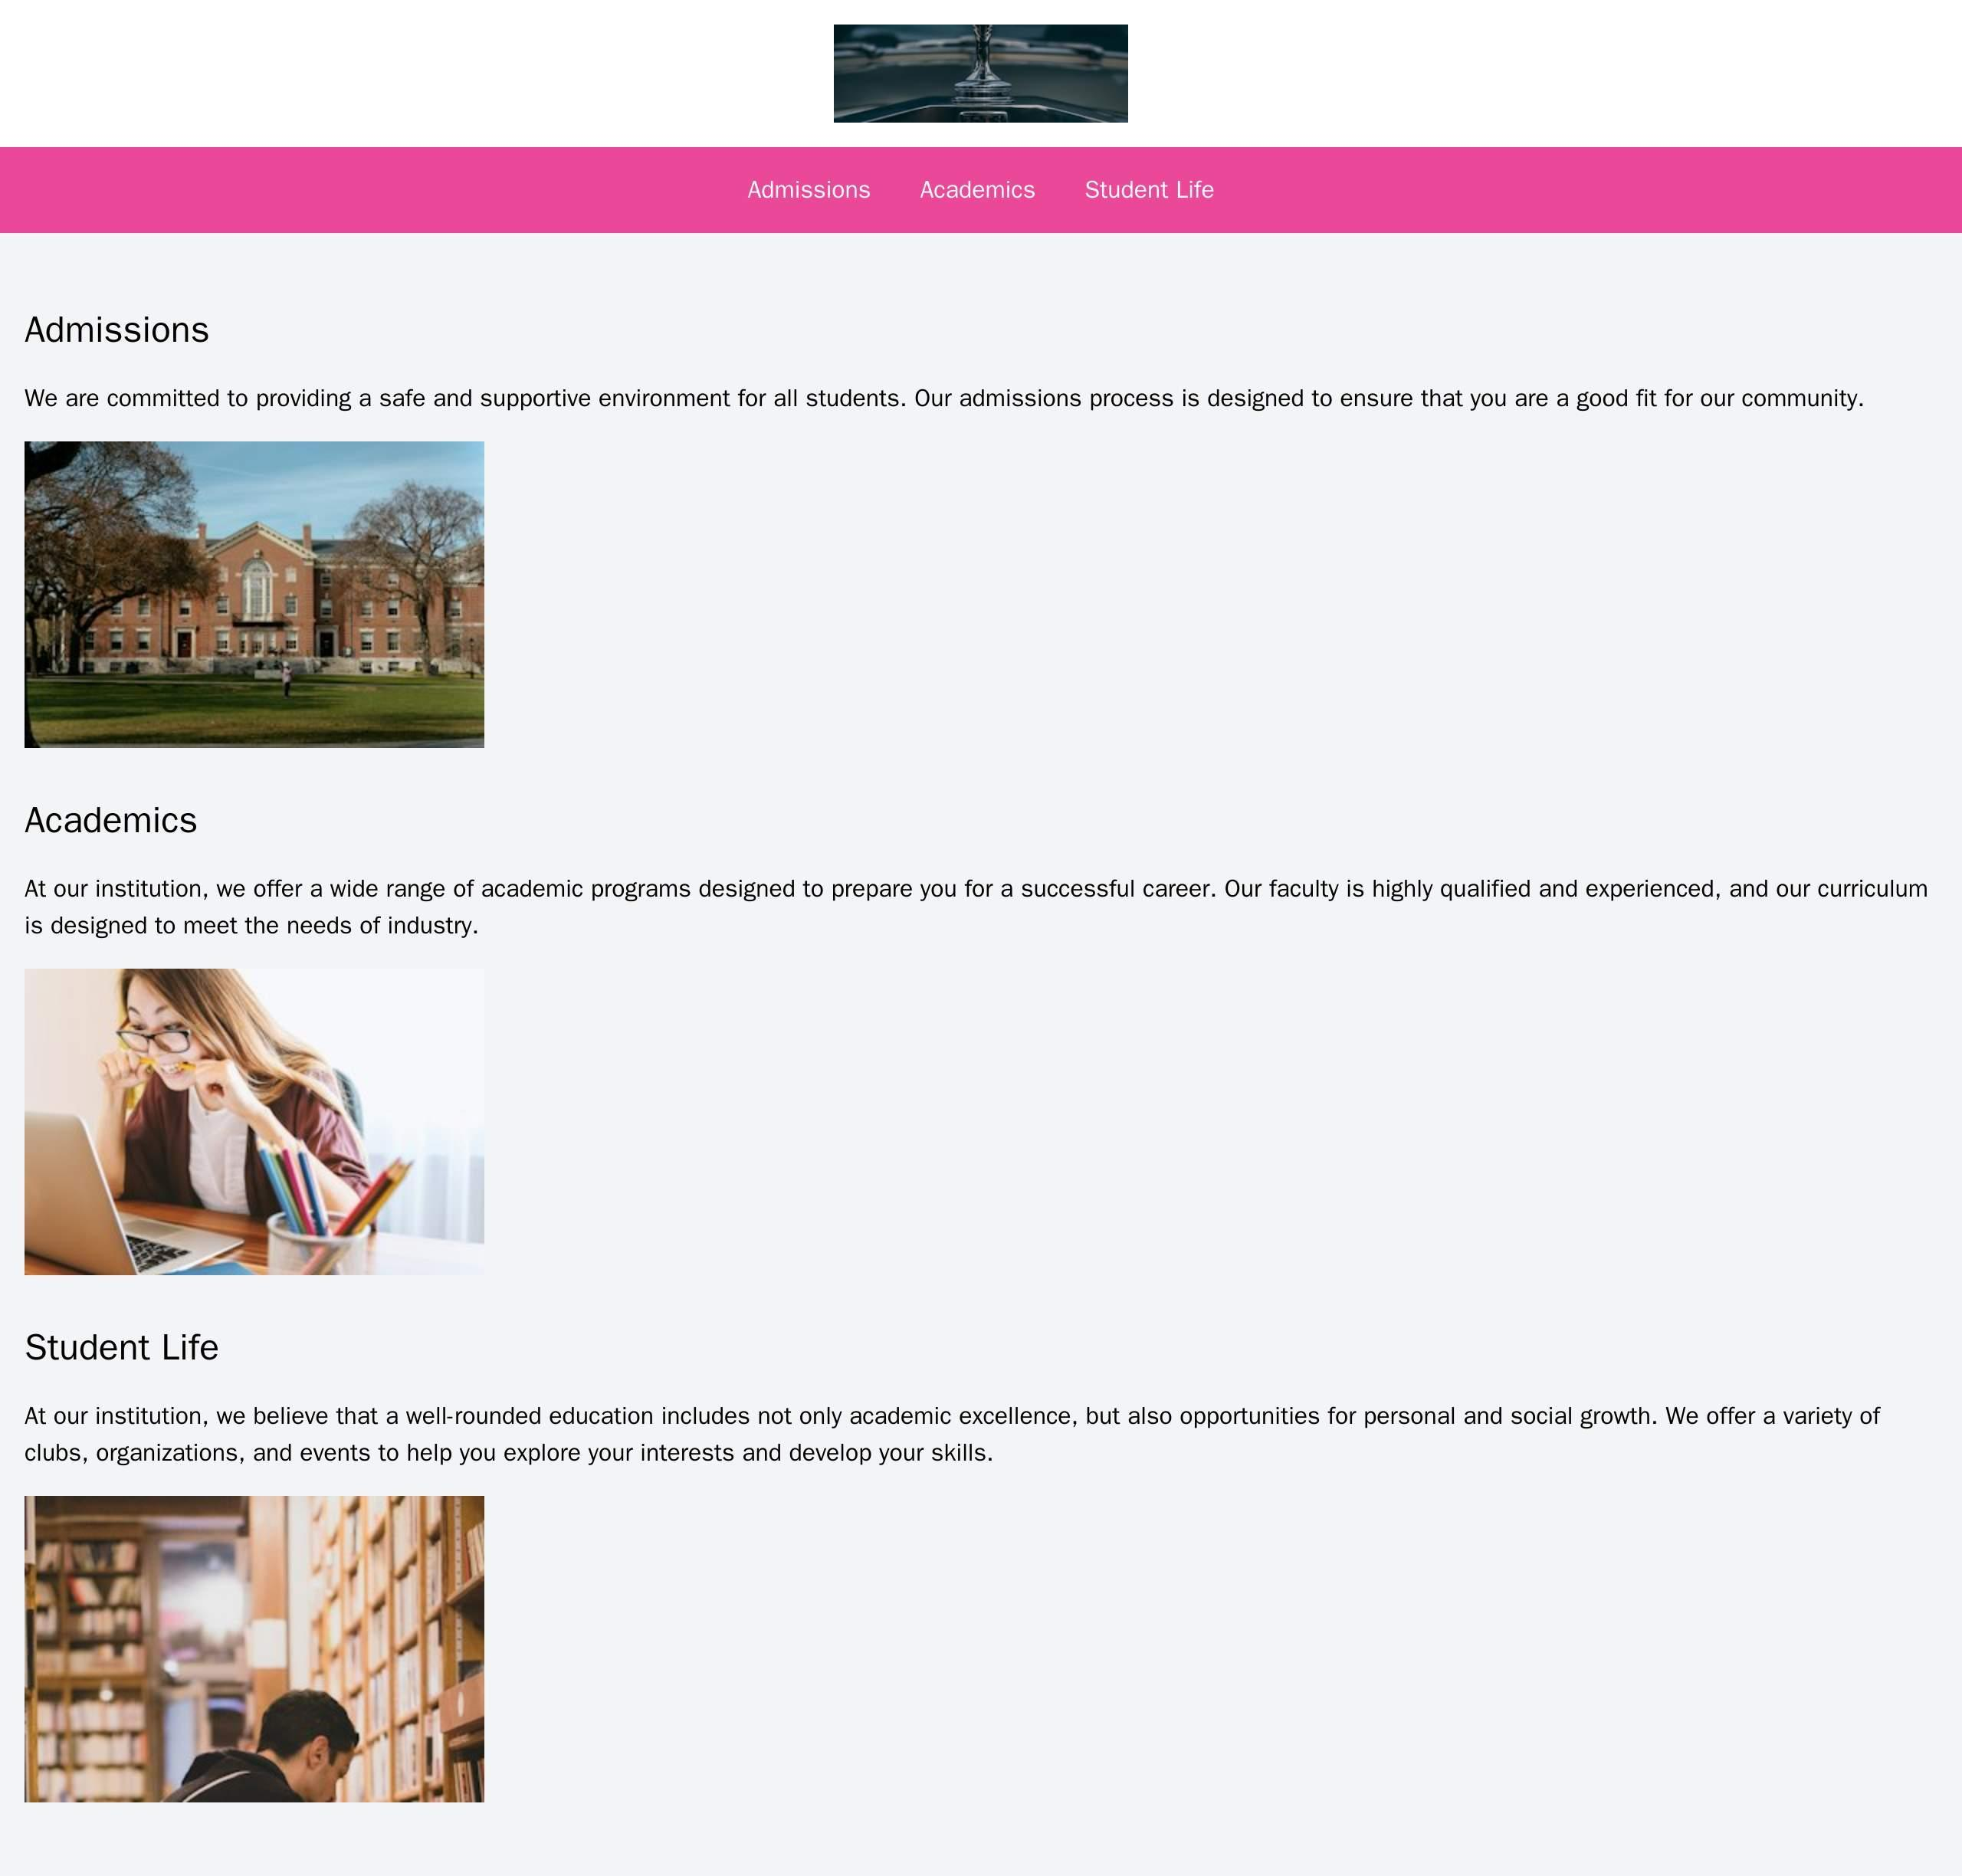 Admissions Academics Student Life
Admissions
We are committed to providing a safe and supportive environment for all students. Our admissions process is designed to ensure that you are a good fit for our community.
Academics
At our institution, we offer a wide range of academic programs designed to prepare you for a successful career. Our faculty is highly qualified and experienced, and our curriculum
is designed to meet the needs of industry.
Student Life
At our institution, we believe that a well-rounded education includes not only academic excellence, but also opportunities for personal and social growth. We offer a variety of
clubs, organizations, and events to help you explore your interests and develop your skills.